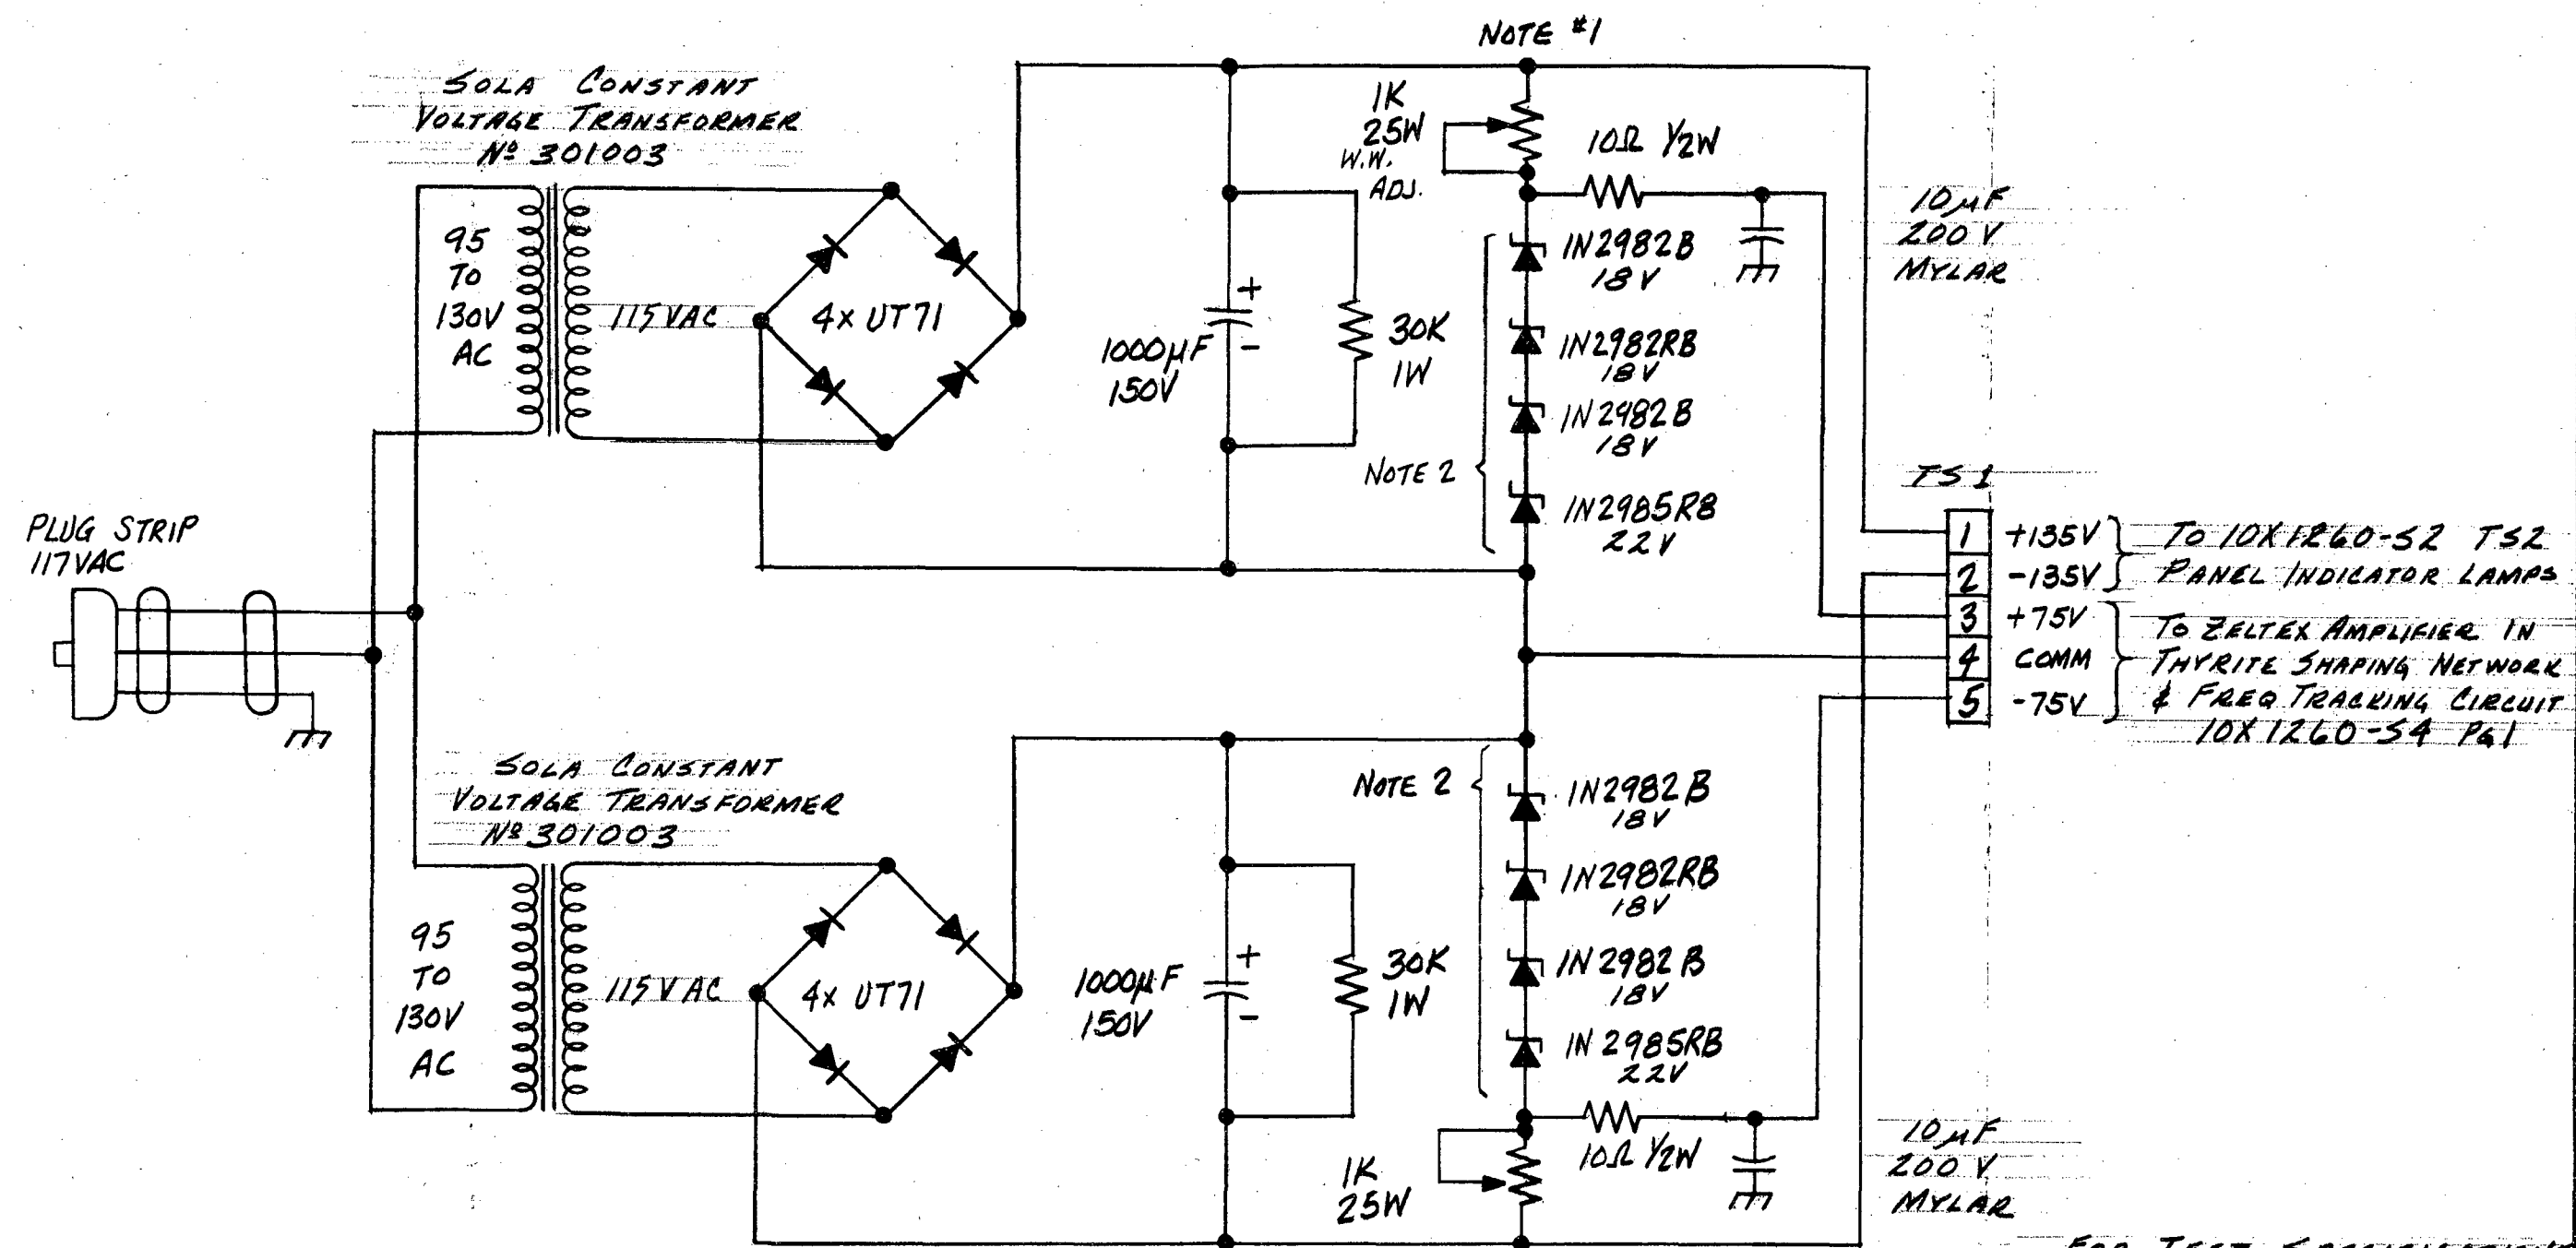 NOTE #1
SOLA CONSTANT
VOLTAGE TRANSFORMER
Nº 301003
95
TO
130V
AC
115VAC
4x UT71
1000µF
150V
+
-
30K
1W
1K
25W
W.W.
ADJ.
10Ω 1/2W
10µF
200V
MYLAR
1N2982B
18V
1N2982RB
18V
1N2982B
18V
1N2985RB
22V
NOTE 2
PLUG STRIP
117VAC
TS1
1 +135V
2 -135V
3 +75V
4 COMM
5 -75V
TO 10X1260-S2 TS2
PANEL INDICATOR LAMPS
TO ZELTEX AMPLIFIER IN
THYRITE SHAPING NETWORK
& FREQ TRACKING CIRCUIT
10X1260-S4 PG1
SOLA CONSTANT
VOLTAGE TRANSFORMER
Nº 301003
95
TO
130V
AC
115VAC
4x UT71
1000µF
150V
+
-
30K
1W
NOTE 2
1N2982B
18V
1N2982RB
18V
1N2982B
18V
1N2985RB
22V
10Ω 1/2W
1K
25W
10µF
200V
MYLAR
FOR TEST